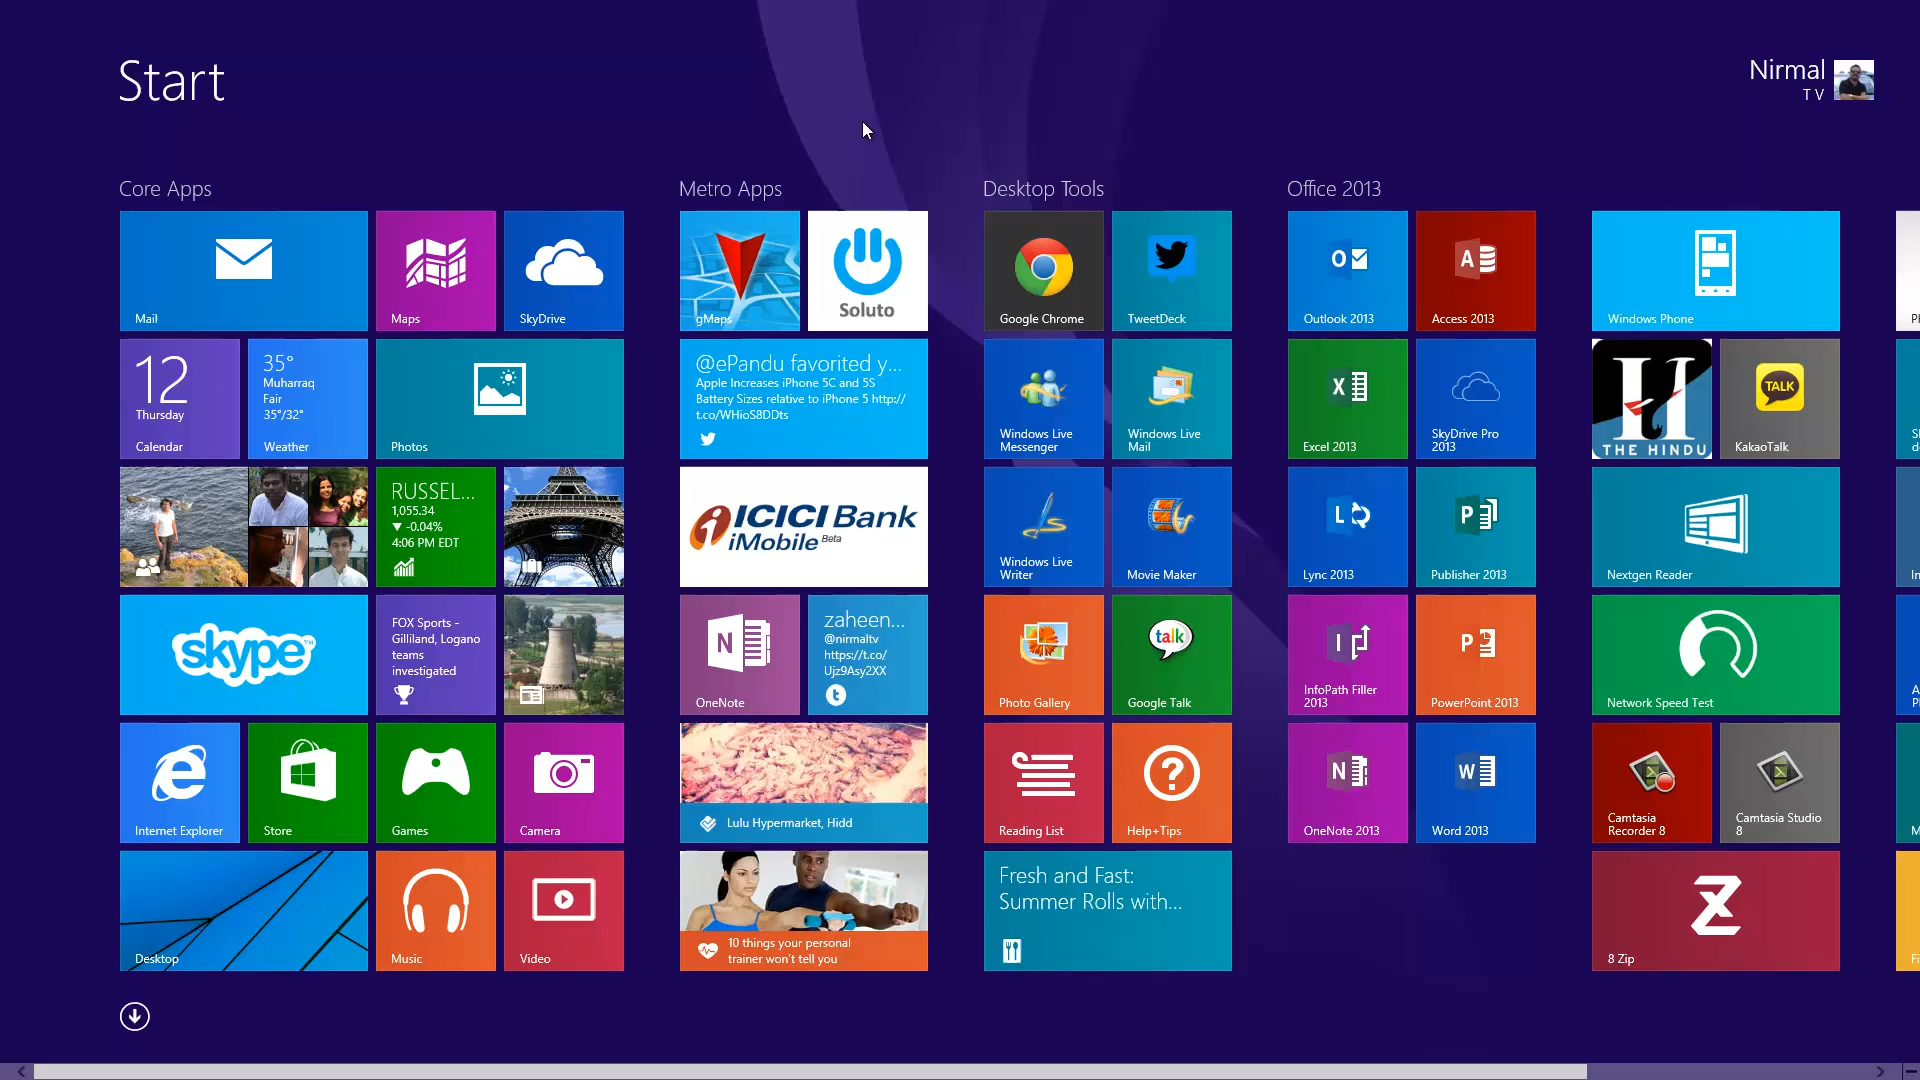 Start
Nirmal
TV
Core Apps
Mail
Maps
SkyDrive
12
Thursday
Calendar
35°
Muharraq
Fair
35°/32°
Weather
Photos
RUSSEL...
1,055.34
▼ -0.04%
4:06 PM EDT
skype™
FOX Sports -
Gilliland, Logano
teams
investigated
Internet Explorer
Store
Games
Camera
Desktop
Music
Video
Metro Apps
gMaps
Soluto
@ePandu favorited y...
Apple Increases iPhone 5C and 5S
Battery Sizes relative to iPhone 5 http://
t.co/WHioS8DDts
ICICI Bank
iMobile Beta
N
OneNote
zaheen...
@nirmaltv
https://t.co/
Ujz9Asy2XX
Lulu Hypermarket, Hidd
10 things your personal
trainer won't tell you
Desktop Tools
Google Chrome
TweetDeck
Windows Live
Messenger
Windows Live
Mail
Windows Live
Writer
Movie Maker
Photo Gallery
talk
Google Talk
Reading List
?
Help+Tips
Fresh and Fast:
Summer Rolls with...
Office 2013
O
Outlook 2013
A
Access 2013
X
Excel 2013
SkyDrive Pro
2013
L
Lync 2013
P
Publisher 2013
I
InfoPath Filler
2013
P
PowerPoint 2013
N
OneNote 2013
W
Word 2013
Windows Phone
H
THE HINDU
TALK
KakaoTalk
Nextgen Reader
Network Speed Test
Camtasia
Recorder 8
Camtasia Studio
8
8 Zip